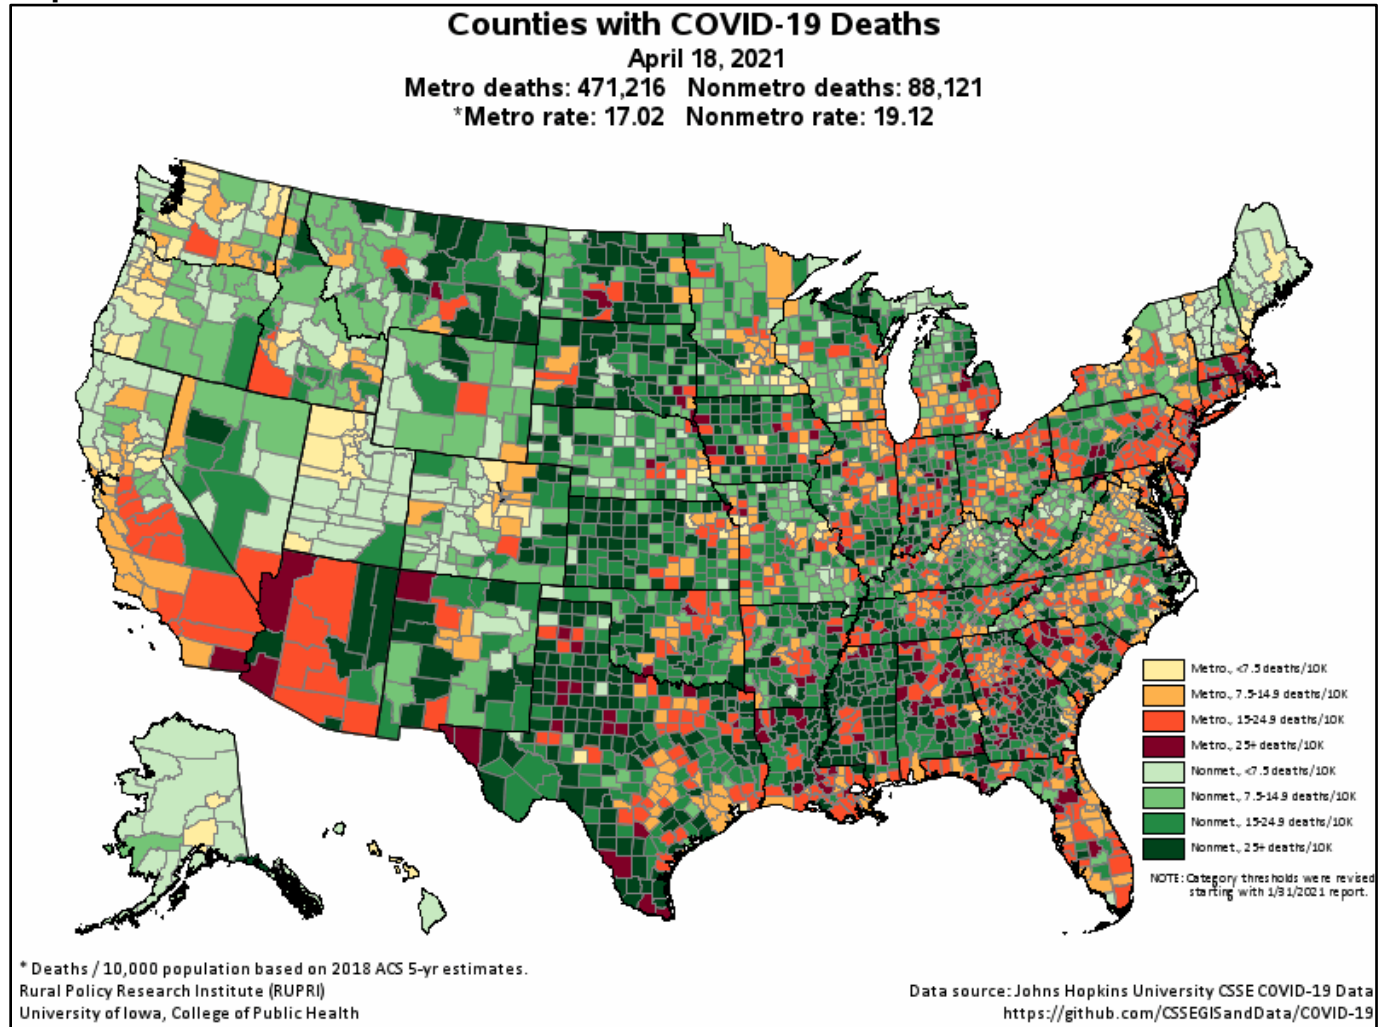 Counties with COVID-19 Deaths
April 18, 2021
Metro deaths: 471,216 Nonmetro deaths: 88,121
*Metro rate: 17.02 Nonmetro rate: 19.12
Metro., <7.5 deaths/10K
Metro., 7.5-14.9 deaths/10K
Metro., 15-24.9 deaths/10K
Metro., 25+ deaths/10K
Nonmet., <7.5 deaths/10K
Nonmet., 7.5-14.9 deaths/10K
Nonmet., 15-24.9 deaths/10K
Nonmet., 25+ deaths/10K
NOTE: Category thresholds were revised
starting with 1/31/2021 report.
* Deaths / 10,000 population based on 2018 ACS 5-yr estimates.
Rural Policy Research Institute (RUPRI)
University of Iowa, College of Public Health
Data source: Johns Hopkins University CSSE COVID-19 Data
https://github.com/CSSEGISandData/COVID-19